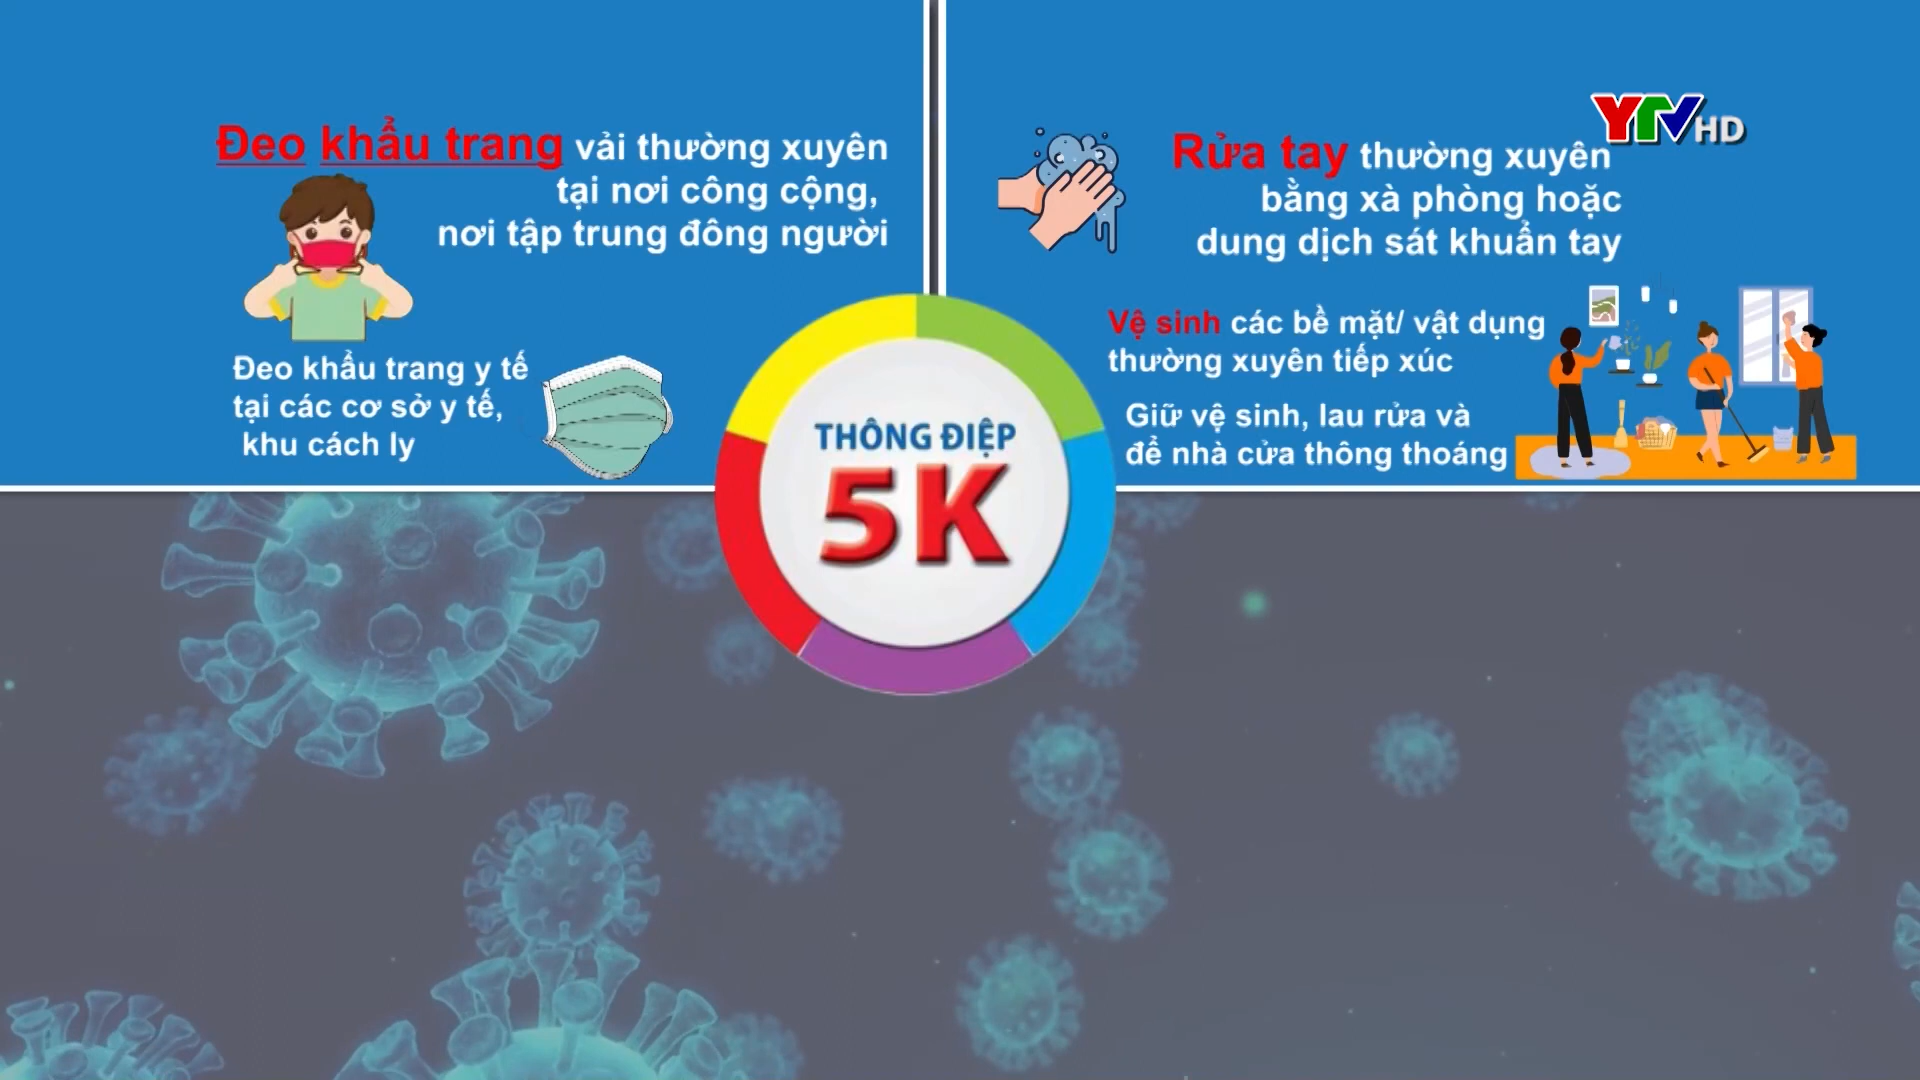 Đeo khẩu trang vải thường xuyên
tại nơi công cộng,
nơi tập trung đông người
Đeo khẩu trang y tế
tại các cơ sở y tế,
khu cách ly
YTV HD
Rửa tay thường xuyên
bằng xà phòng hoặc
dung dịch sát khuẩn tay
Vệ sinh các bề mặt/ vật dụng
thường xuyên tiếp xúc
Giữ vệ sinh, lau rửa và
để nhà cửa thông thoáng
THÔNG ĐIỆP
5K